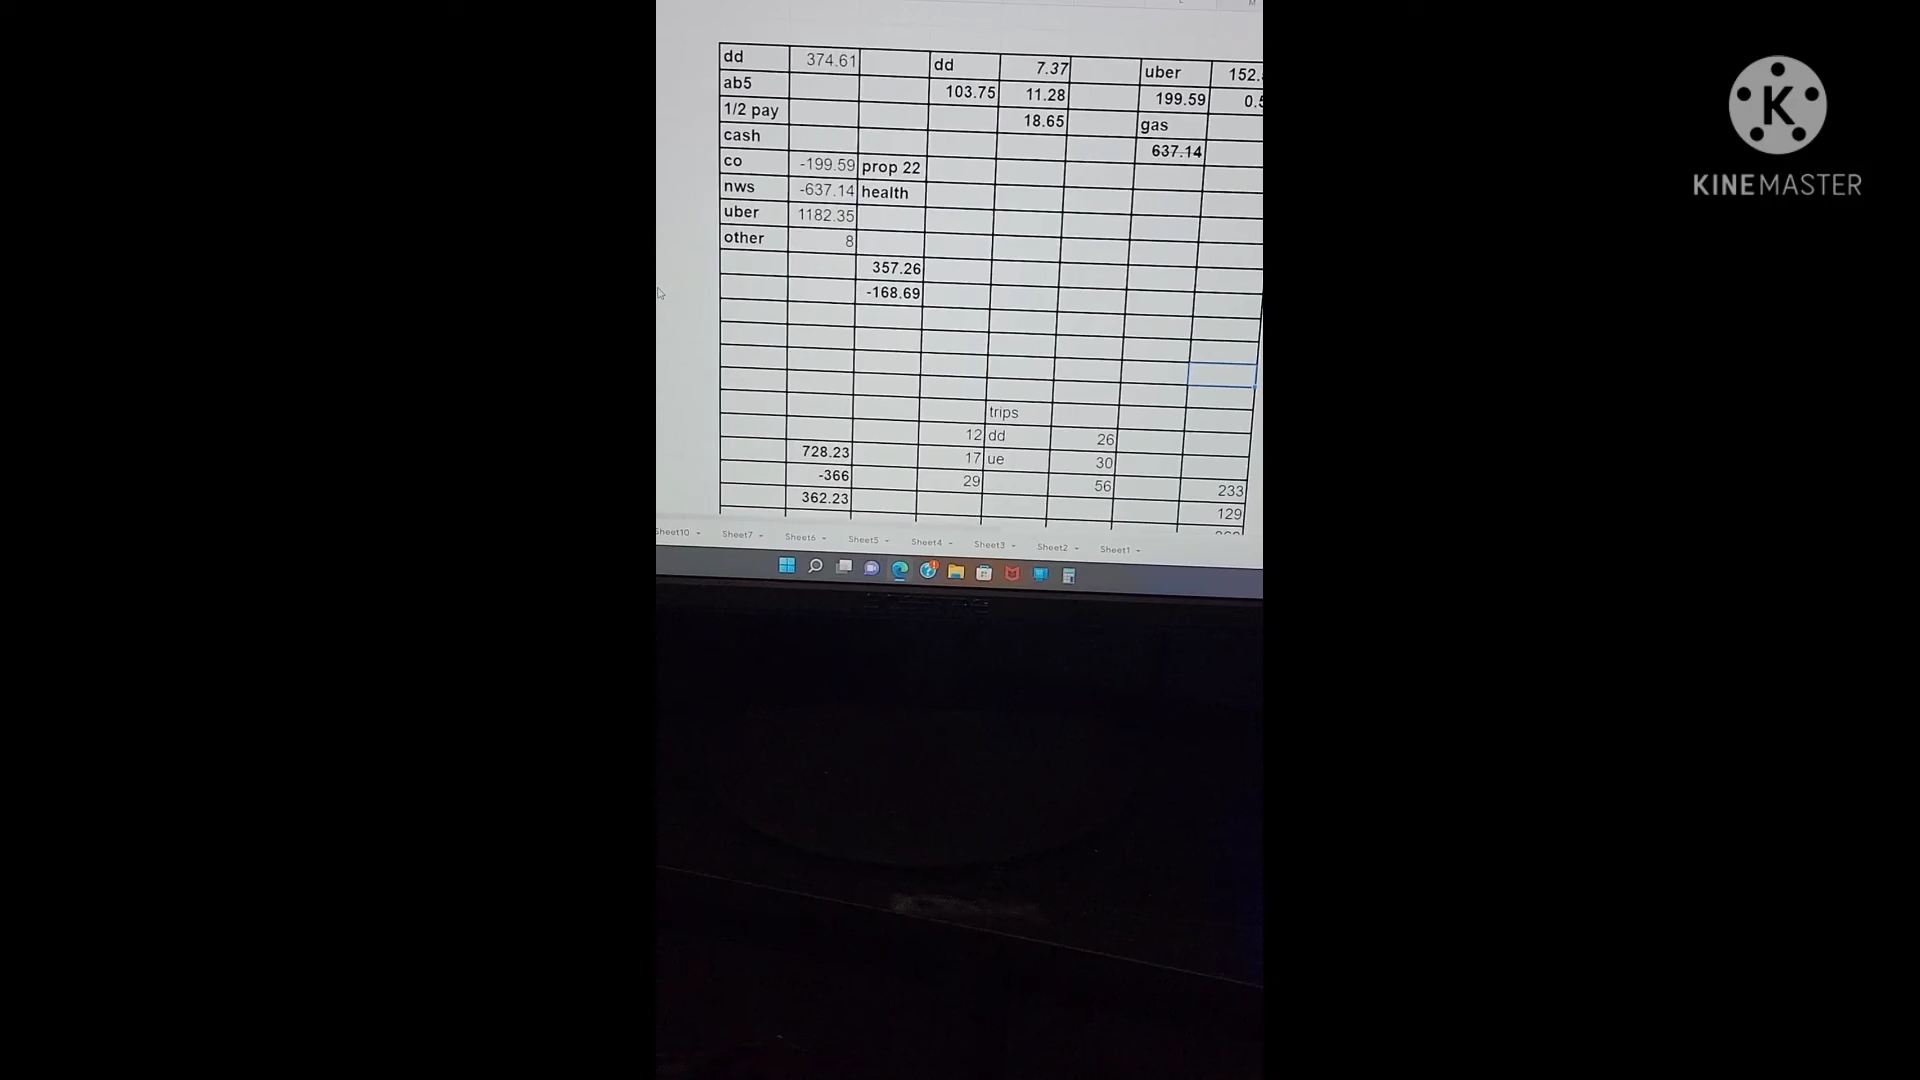 L M
dd 374.61 dd 7.37 uber 152.
ab5 103.75 11.28 199.59 0.5
1/2 pay 18.65 gas
cash 637.14
co -199.59 prop 22
nws -637.14 health
uber 1182.35
other 8
357.26
-168.69
trips
12 dd 26
728.23 17 ue 30
-366 29 56 233
362.23 129
Sheet10 Sheet7 Sheet6 Sheet5 Sheet4 Sheet3 Sheet2 Sheet1
K
KINEMASTER